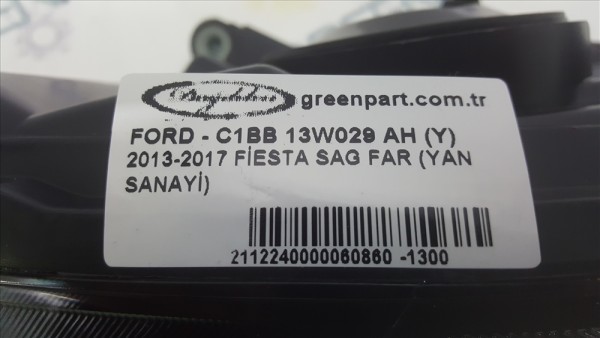 greenpart.com.tr
FORD - C1BB 13W029 AH (Y)
2013-2017 FİESTA SAG FAR (YAN
SANAYİ)
2112240000060860 -1300